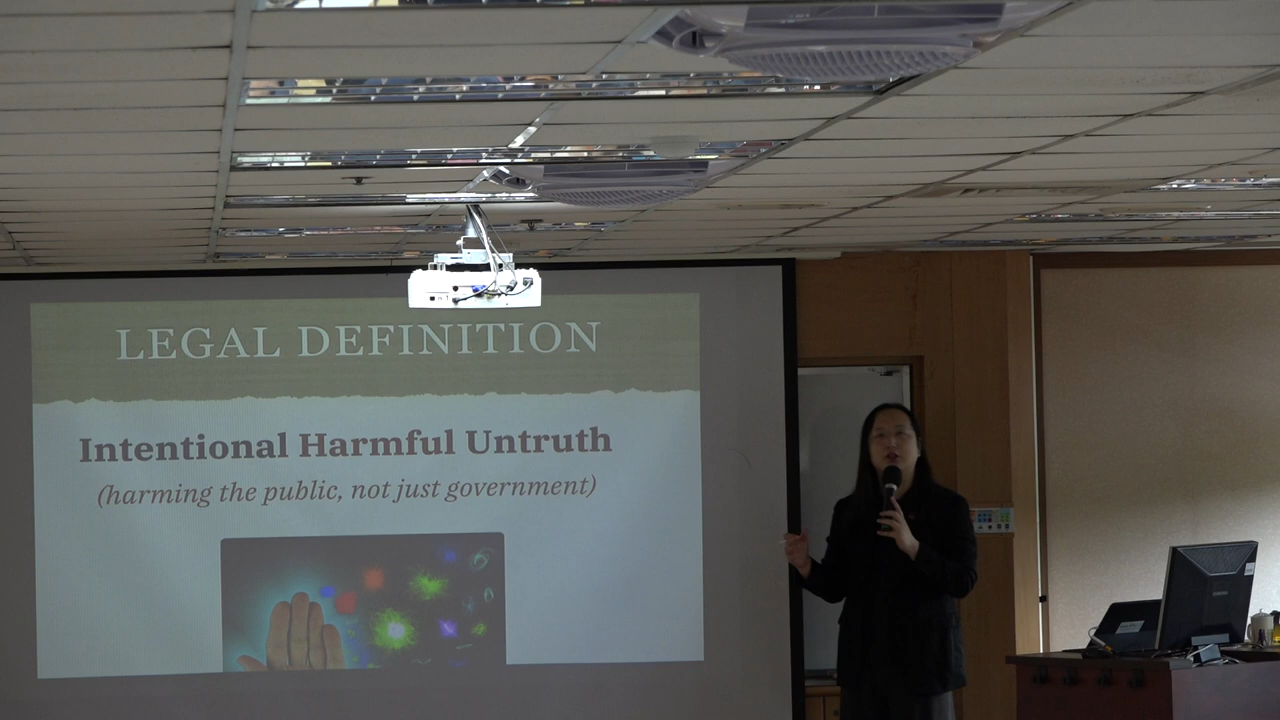 LEGAL DEFINITION
Intentional Harmful Untruth
(harming the public, not just government)